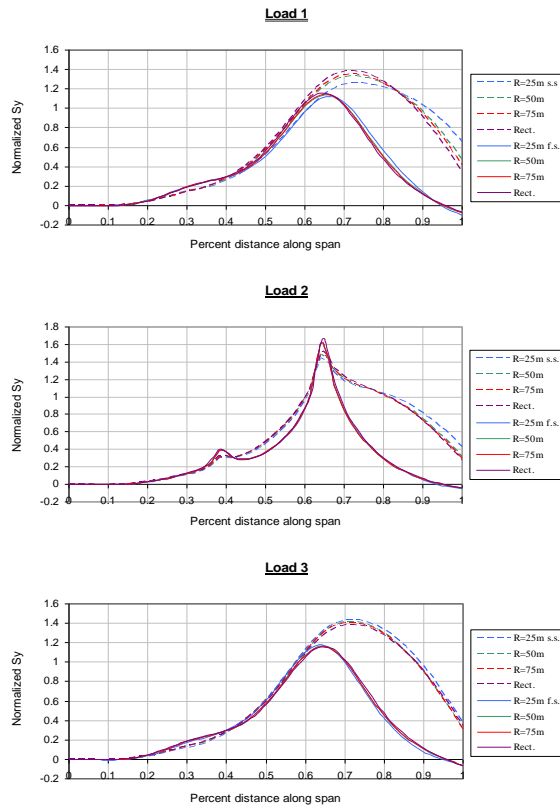 Load 1
Normalized Sy
1.6
1.4
1.2
1
0.8
0.6
0.4
0.2
0
-0.2
0 0.1 0.2 0.3 0.4 0.5 0.6 0.7 0.8 0.9 1
Percent distance along span
R=25m s.s
R=50m
R=75m
Rect.
R=25m f.s.
R=50m
R=75m
Rect.
Load 2
Normalized Sy
1.8
1.6
1.4
1.2
1
0.8
0.6
0.4
0.2
0
-0.2
0 0.1 0.2 0.3 0.4 0.5 0.6 0.7 0.8 0.9 1
Percent distance along span
R=25m s.s.
R=50m
R=75m
Rect.
R=25m f.s.
R=50m
R=75m
Rect.
Load 3
Normalized Sy
1.6
1.4
1.2
1
0.8
0.6
0.4
0.2
0
-0.2
0 0.1 0.2 0.3 0.4 0.5 0.6 0.7 0.8 0.9 1
Percent distance along span
R=25m s.s.
R=50m
R=75m
Rect.
R=25m f.s.
R=50m
R=75m
Rect.